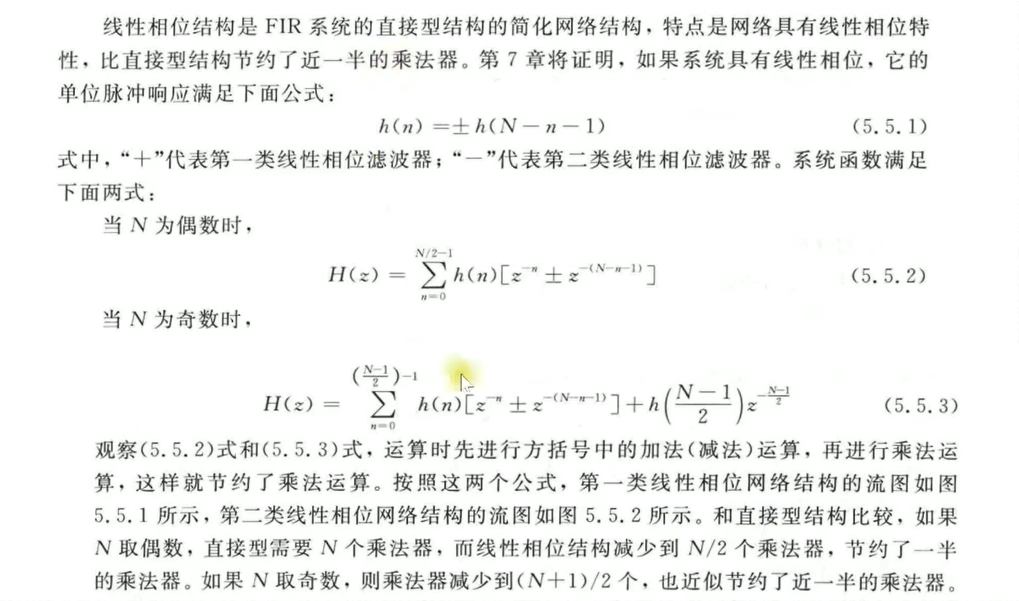 线性相位结构是 FIR 系统的直接型结构的简化网络结构，特点是网络具有线性相位特
性，比直接型结构节约了近一半的乘法器。第 7 章将证明，如果系统具有线性相位，它的
单位脉冲响应满足下面公式：
h(n) = ± h(N − n − 1) (5.5.1)
式中，“＋”代表第一类线性相位滤波器；“－”代表第二类线性相位滤波器。系统函数满足
下面两式：
当 N 为偶数时，
H(z) = \sum_{n=0}^{N/2-1} h(n)[z^{-n} ± z^{-(N-n-1)}] (5.5.2)
当 N 为奇数时，
H(z) = \sum_{n=0}^{(\frac{N-1}{2})-1} h(n)[z^{-n} ± z^{-(N-n-1)}] + h(\frac{N-1}{2}) z^{-\frac{N-1}{2}} (5.5.3)
观察(5.5.2)式和(5.5.3)式，运算时先进行方括号中的加法(减法)运算，再进行乘法运
算，这样就节约了乘法运算。按照这两个公式，第一类线性相位网络结构的流图如图
5.5.1 所示，第二类线性相位网络结构的流图如图 5.5.2 所示。和直接型结构比较，如果
N 取偶数，直接型需要 N 个乘法器，而线性相位结构减少到 N/2 个乘法器，节约了一半
的乘法器。如果 N 取奇数，则乘法器减少到(N+1)/2 个，也近似节约了近一半的乘法器。